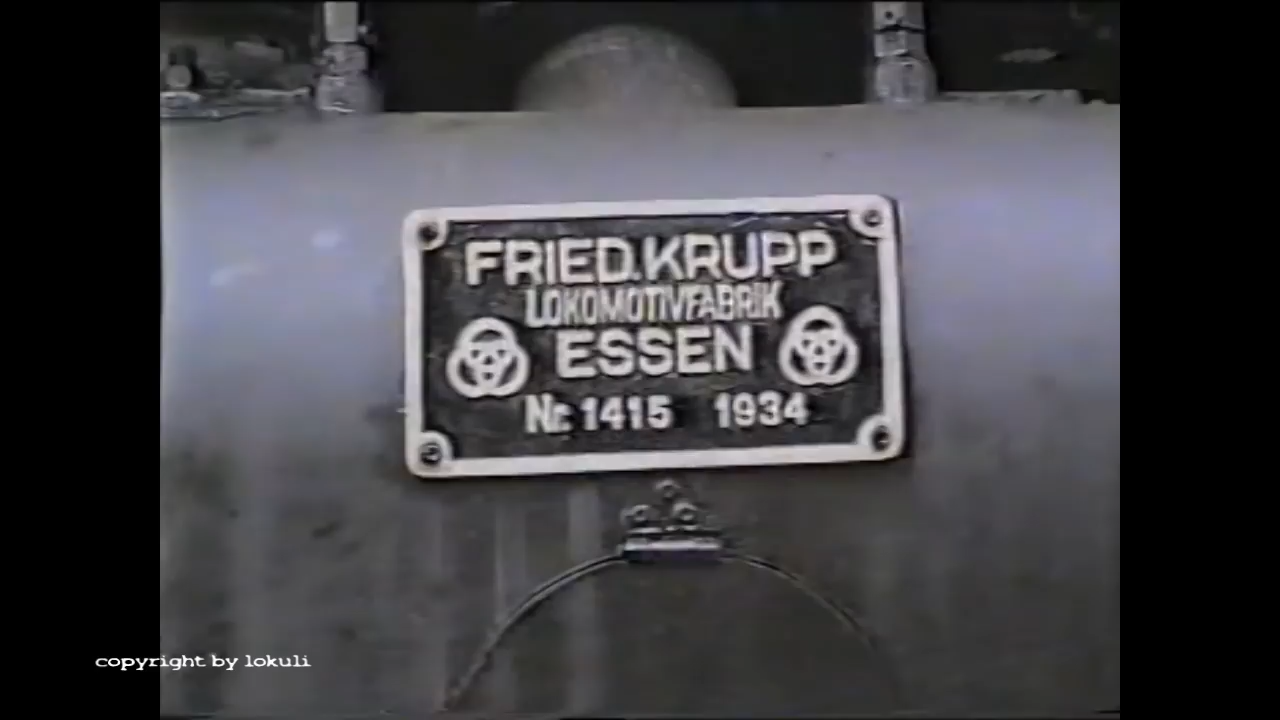 FRIED.KRUPP
LOKOMOTIVFABRIK
ESSEN
Nr. 1415 1934
copyright by lokuli